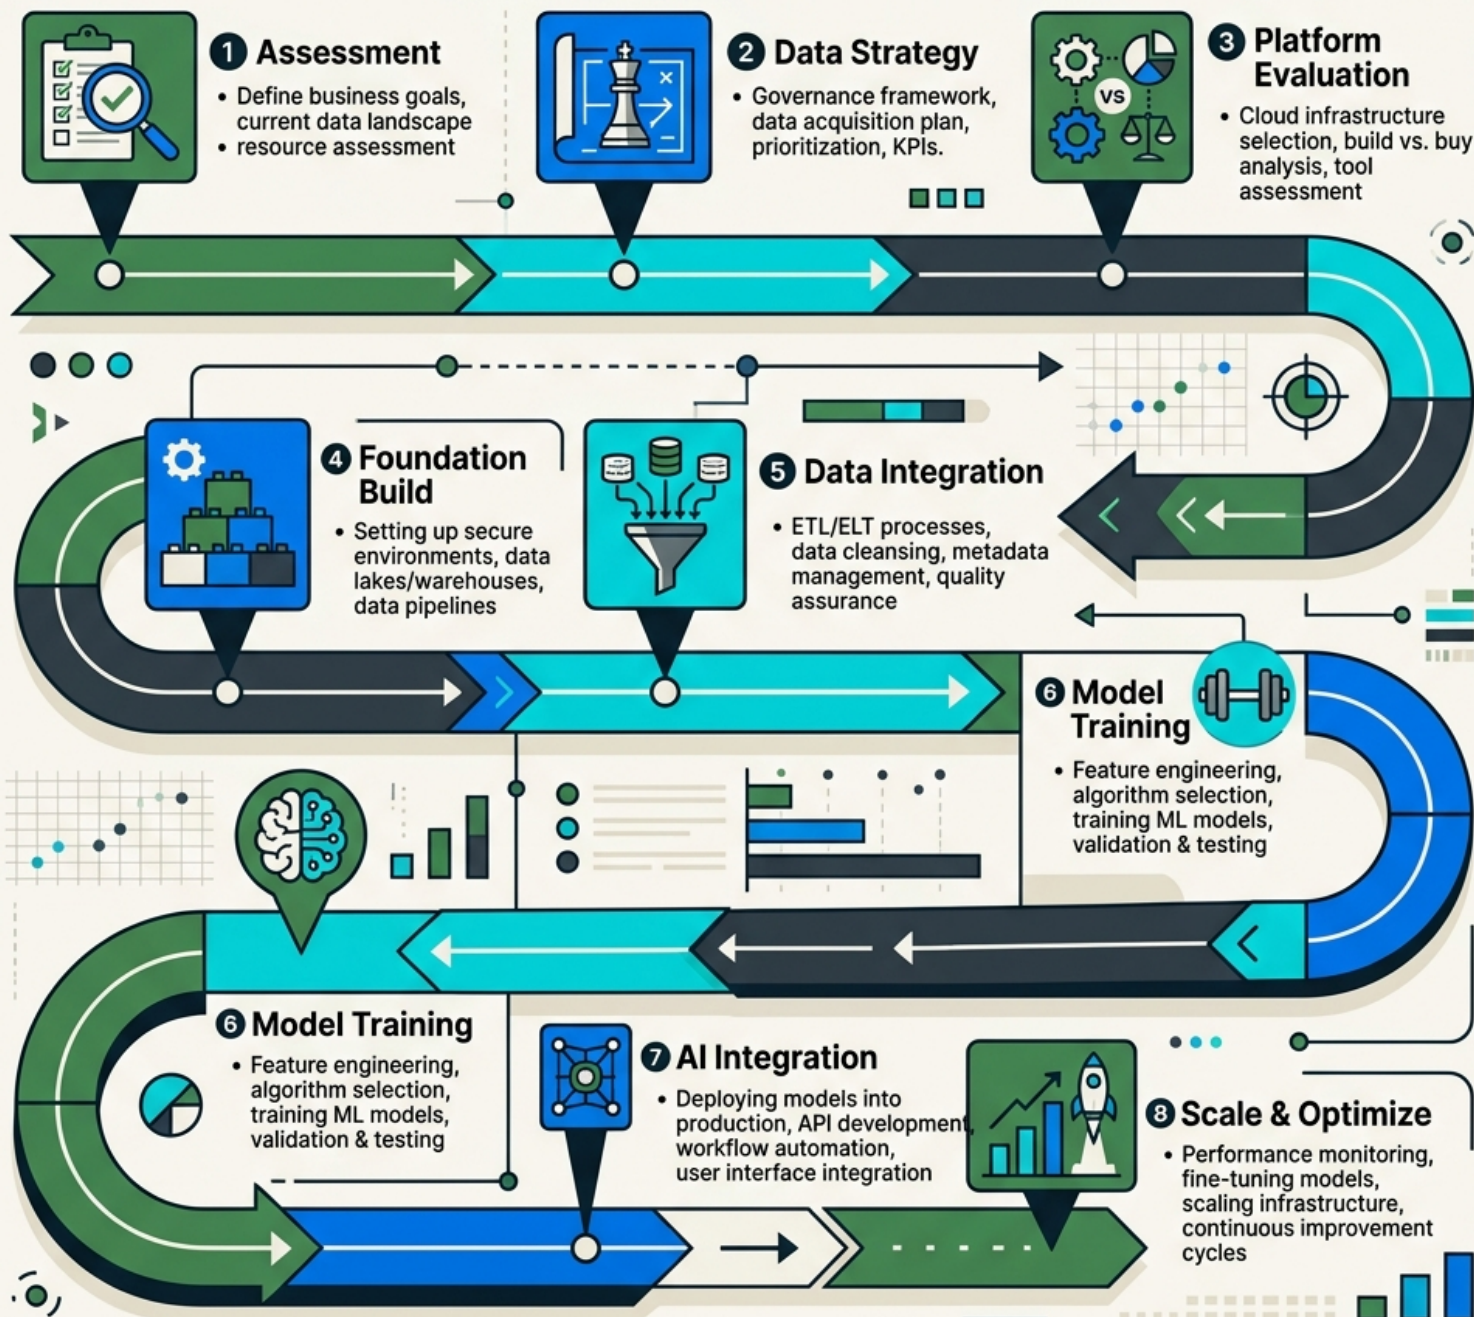 1 Assessment
• Define business goals,
current data landscape
• resource assessment
2 Data Strategy
• Governance framework,
data acquisition plan,
prioritization, KPIs.
VS
3 Platform
Evaluation
• Cloud infrastructure
selection, build vs. buy
analysis, tool
assessment
4 Foundation
Build
• Setting up secure
environments, data
lakes/warehouses,
data pipelines
5 Data Integration
• ETL/ELT processes,
data cleansing, metadata
management, quality
assurance
6 Model
Training
• Feature engineering,
algorithm selection,
training ML models,
validation & testing
6 Model Training
• Feature engineering,
algorithm selection,
training ML models,
validation & testing
7 AI Integration
• Deploying models into
production, API development,
workflow automation,
user interface integration
8 Scale & Optimize
• Performance monitoring,
fine-tuning models,
scaling infrastructure,
continuous improvement
cycles